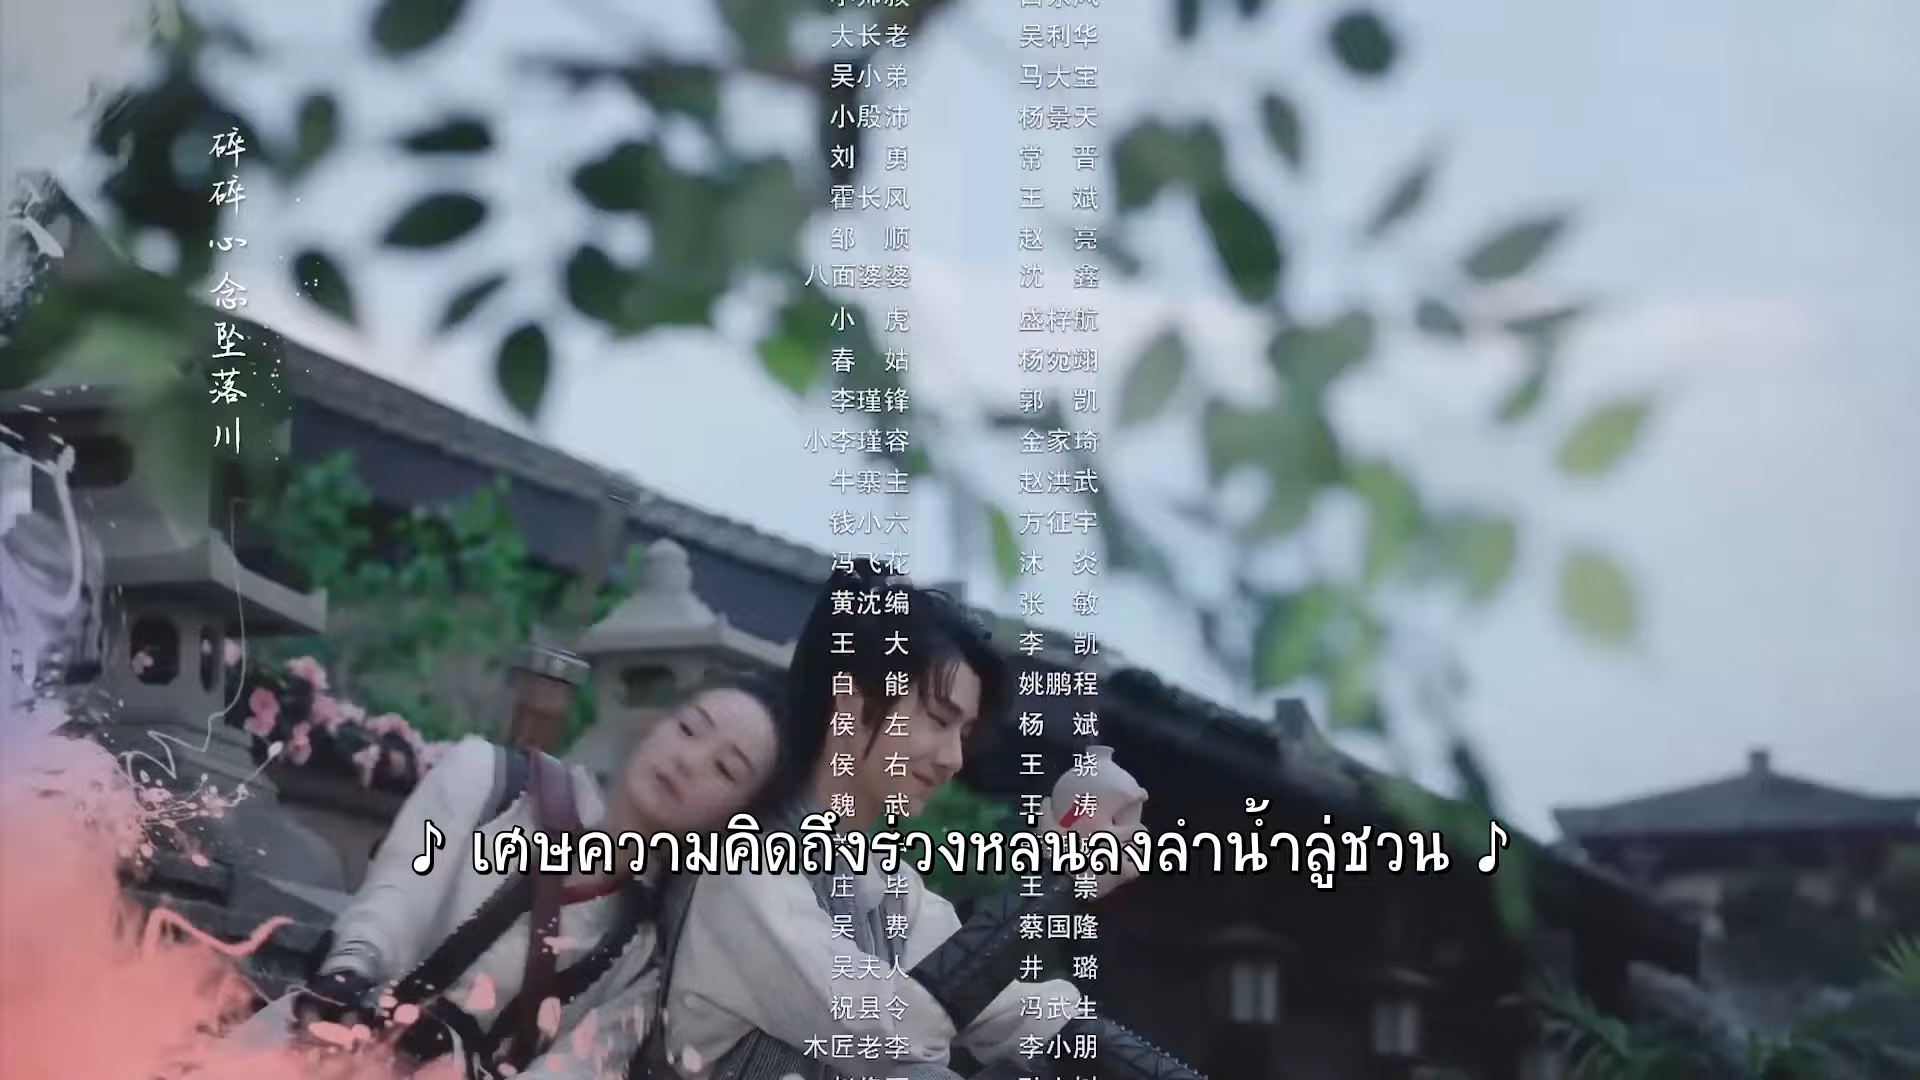 碎碎心念坠落川
大长老 吴利华
吴小弟 马大宝
小殷沛 杨景天
刘勇 常晋
霍长风 王斌
邹顺 赵亮
八面婆婆 沈鑫
小虎 盛梓航
春姑 杨宛翊
李瑾锋 郭凯
小李瑾容 金家琦
牛寨主 赵洪武
钱小六 方征宇
冯飞花 沐炎
黄沈编 张敏
王大 李凯
白能 姚鹏程
侯左 杨斌
侯右 王骁
魏武 王涛
♪ เศษความคิดถึงร่วงหล่นลงลำน้ำลู่ชวน ♪
庄毕 王崇
吴费 蔡国隆
吴夫人 井璐
祝县令 冯武生
木匠老李 李小朋